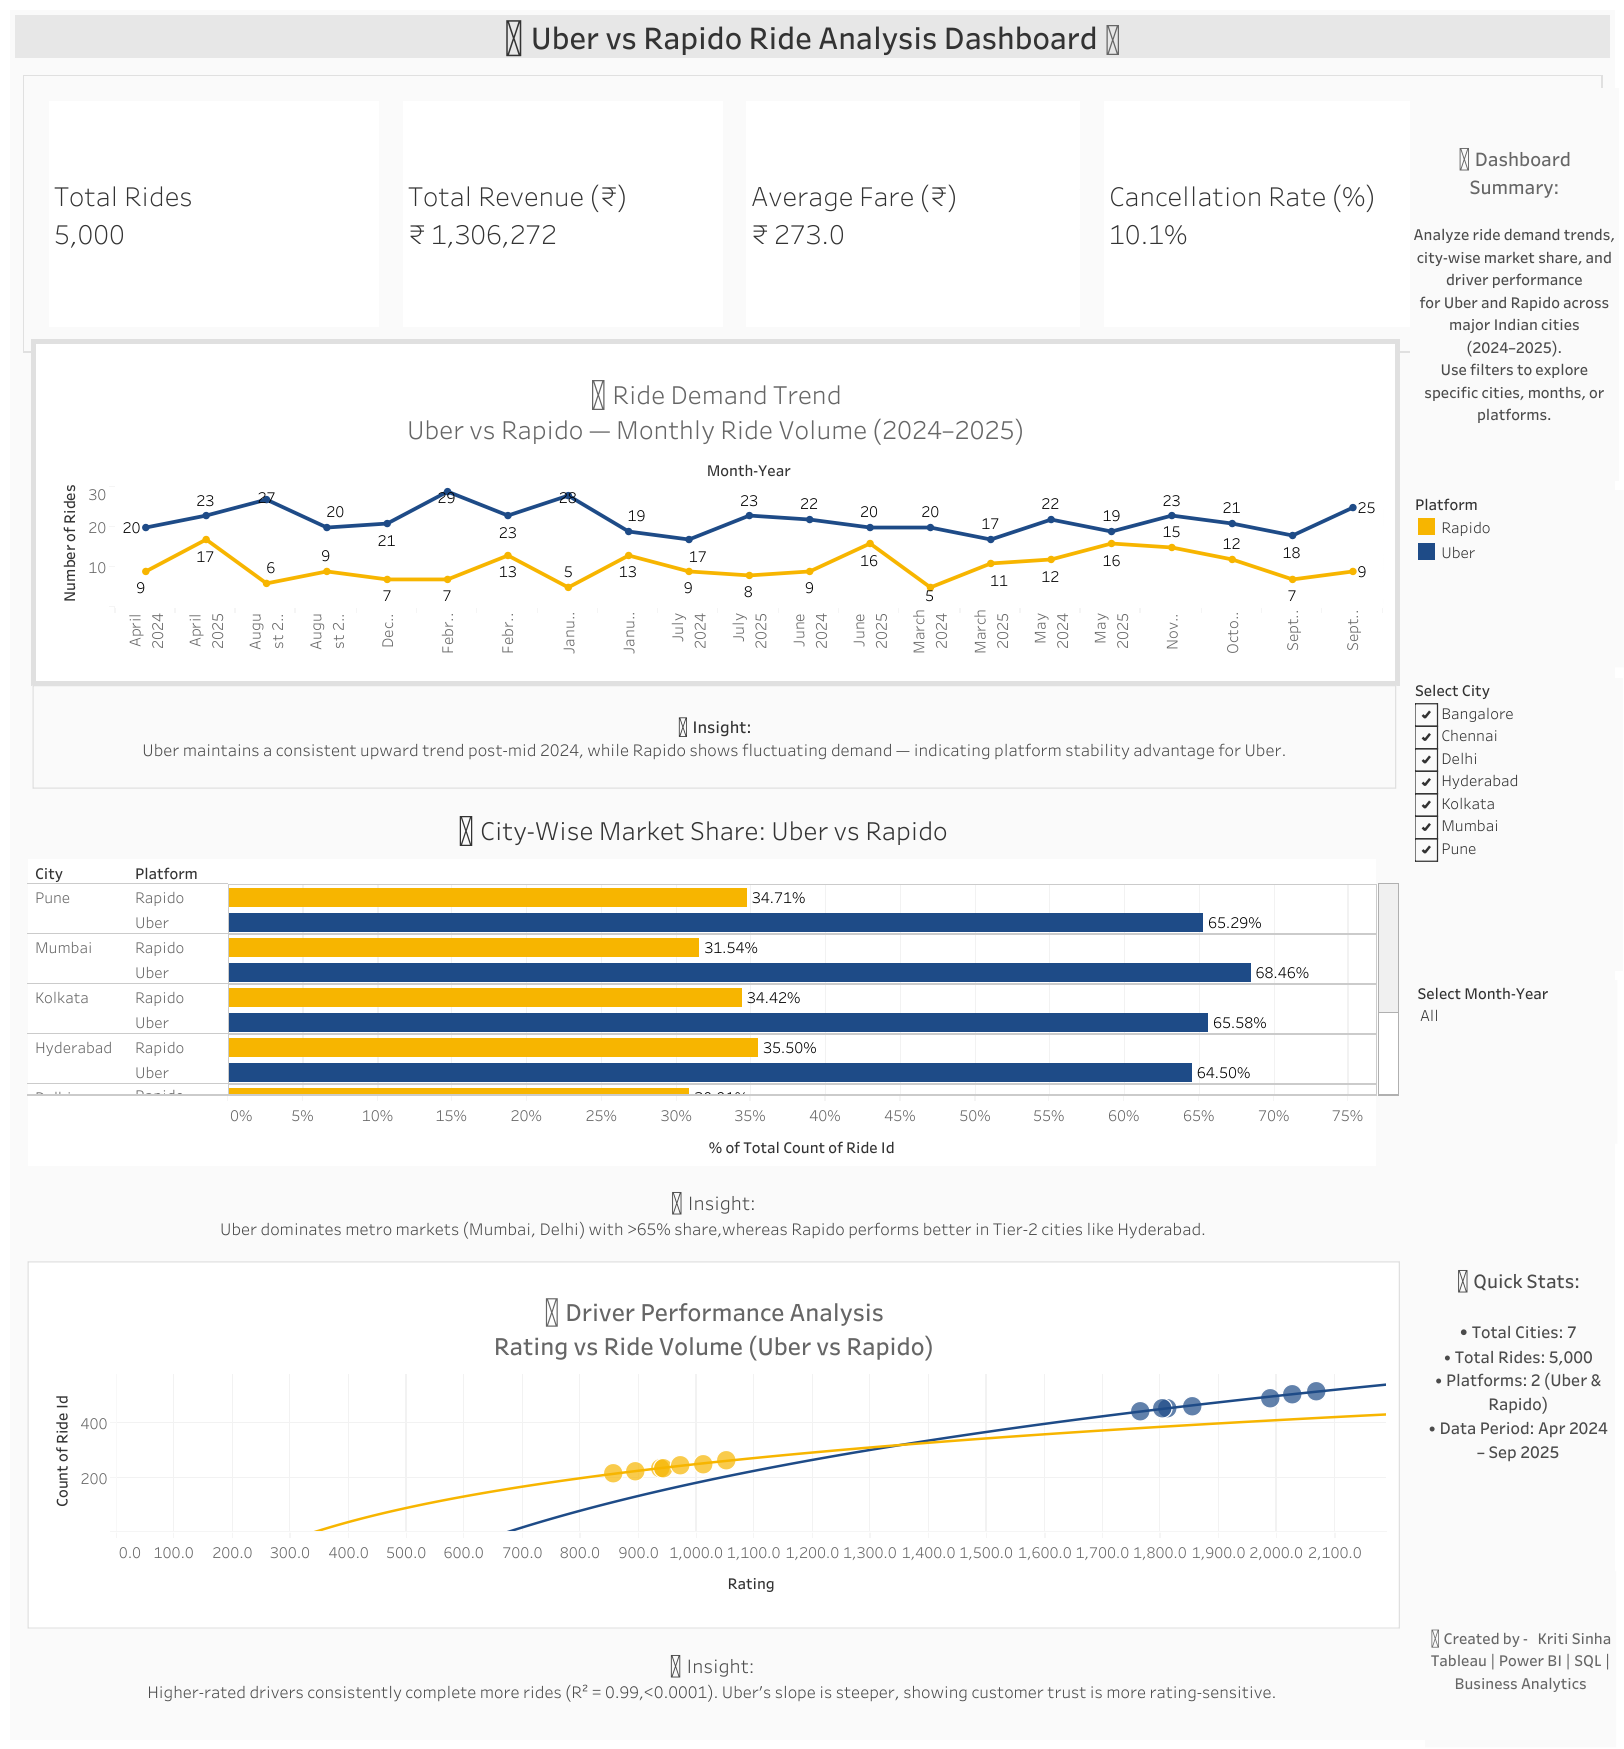 Uber vs Rapido Ride Analysis Dashboard
Total Rides
5,000
Total Revenue (₹)
₹ 1,306,272
Average Fare (₹)
₹ 273.0
Cancellation Rate (%)
10.1%
Dashboard
Summary:
Analyze ride demand trends,
city-wise market share, and
driver performance
for Uber and Rapido across
major Indian cities
(2024–2025).
Use filters to explore
specific cities, months, or
platforms.
Ride Demand Trend
Uber vs Rapido — Monthly Ride Volume (2024–2025)
Month-Year
Number of Rides
30
20
10
20 23 27 20 21 29 23 28 19 17 23 22 20 20 17 22 19 23 21 18 25
9 17 6 9 7 7 13 5 13 9 8 9 16 5 11 12 16 15 12 7 9
April 2024
April 2025
Augu st 2..
Augu st 2..
Dec..
Febr..
Febr..
Janu..
Janu..
July 2024
July 2025
June 2024
June 2025
March 2024
March 2025
May 2024
May 2025
Nov..
Octo..
Sept..
Sept..
Platform
Rapido
Uber
Insight:
Uber maintains a consistent upward trend post-mid 2024, while Rapido shows fluctuating demand — indicating platform stability advantage for Uber.
Select City
Bangalore
Chennai
Delhi
Hyderabad
Kolkata
Mumbai
Pune
City-Wise Market Share: Uber vs Rapido
City Platform
Pune Rapido 34.71%
Uber 65.29%
Mumbai Rapido 31.54%
Uber 68.46%
Kolkata Rapido 34.42%
Uber 65.58%
Hyderabad Rapido 35.50%
Uber 64.50%
0% 5% 10% 15% 20% 25% 30% 35% 40% 45% 50% 55% 60% 65% 70% 75%
% of Total Count of Ride Id
Select Month-Year
All
Insight:
Uber dominates metro markets (Mumbai, Delhi) with >65% share,whereas Rapido performs better in Tier-2 cities like Hyderabad.
Driver Performance Analysis
Rating vs Ride Volume (Uber vs Rapido)
Count of Ride Id
400
200
0.0 100.0 200.0 300.0 400.0 500.0 600.0 700.0 800.0 900.0 1,000.0 1,100.0 1,200.0 1,300.0 1,400.0 1,500.0 1,600.0 1,700.0 1,800.0 1,900.0 2,000.0 2,100.0
Rating
Quick Stats:
• Total Cities: 7
• Total Rides: 5,000
• Platforms: 2 (Uber &
Rapido)
• Data Period: Apr 2024
– Sep 2025
Insight:
Higher-rated drivers consistently complete more rides (R² = 0.99,<0.0001). Uber's slope is steeper, showing customer trust is more rating-sensitive.
Created by - Kriti Sinha
Tableau | Power BI | SQL |
Business Analytics